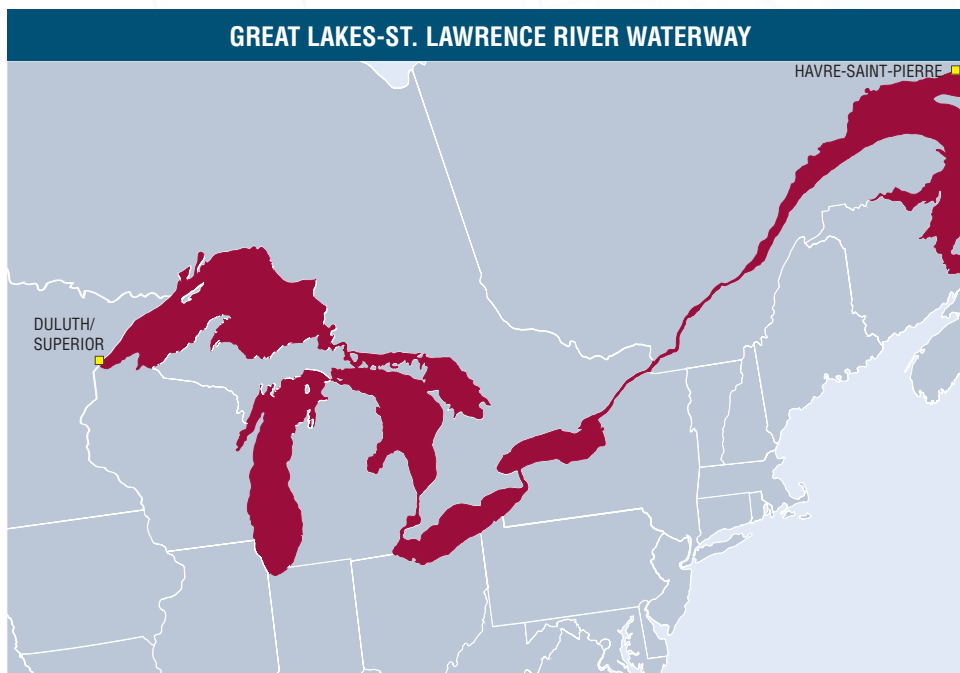 GREAT LAKES-ST. LAWRENCE RIVER WATERWAY
HAVRE-SAINT-PIERRE
DULUTH/
SUPERIOR